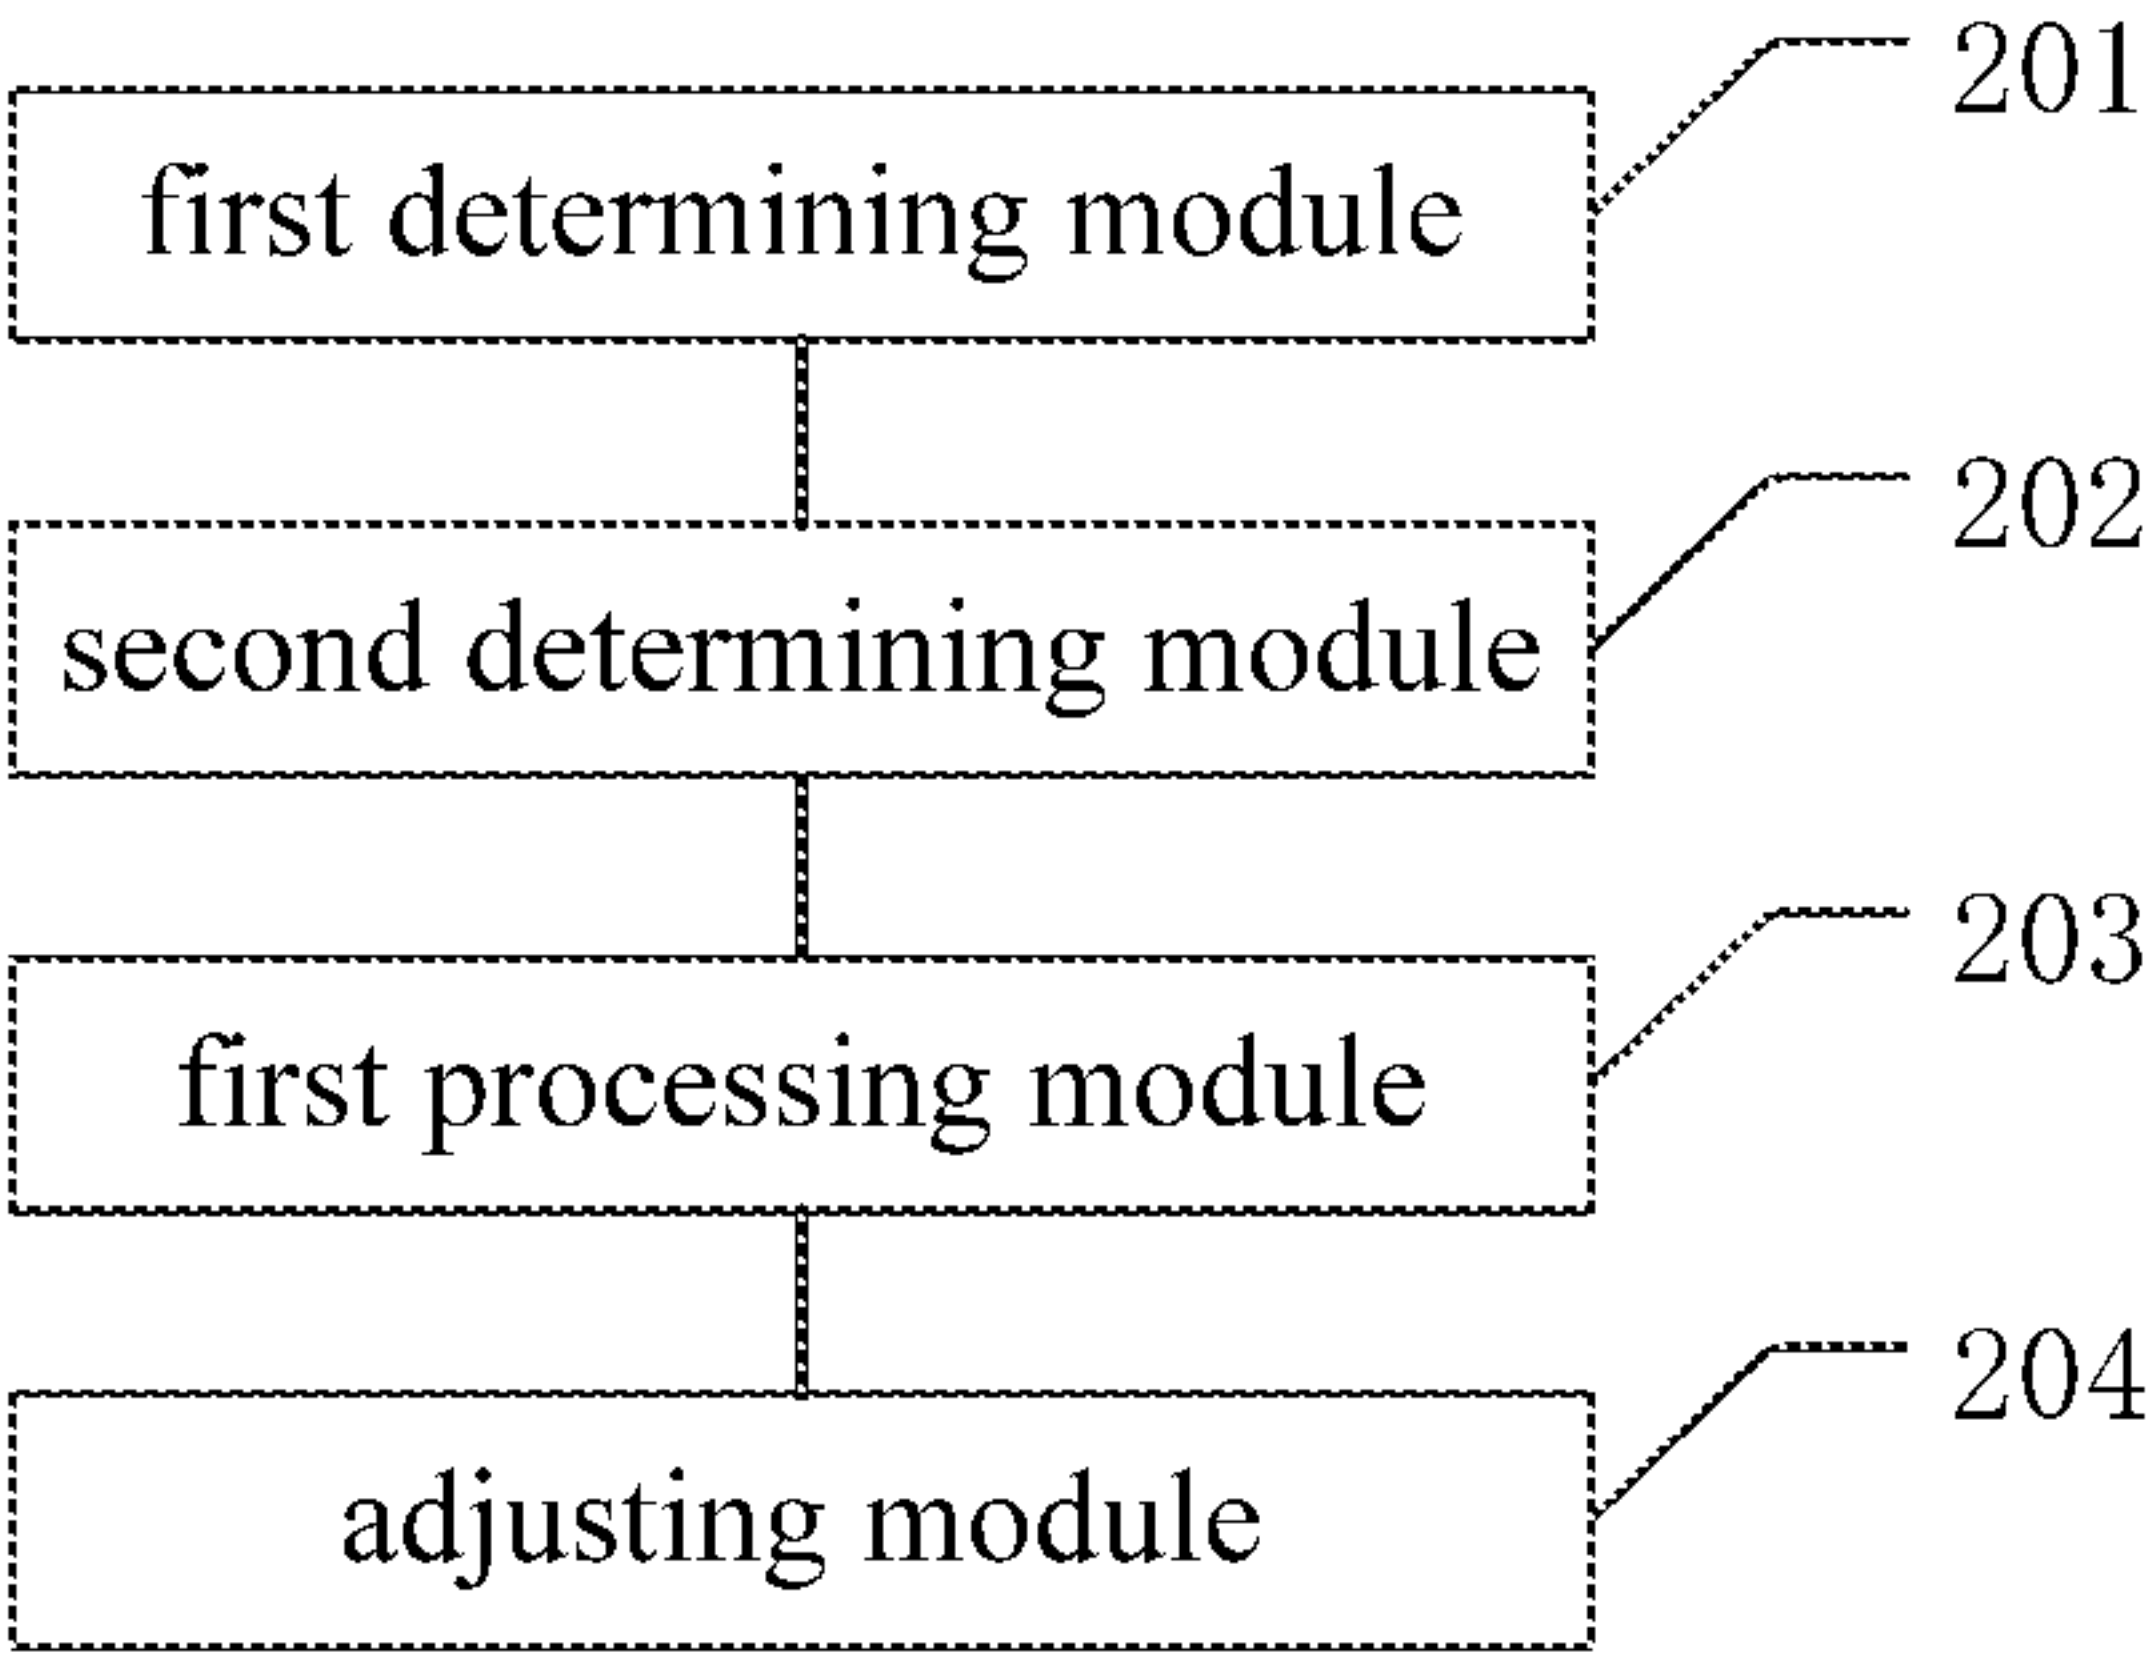 201
first determining module
202
second determining module
203
first processing module
204
adjusting module